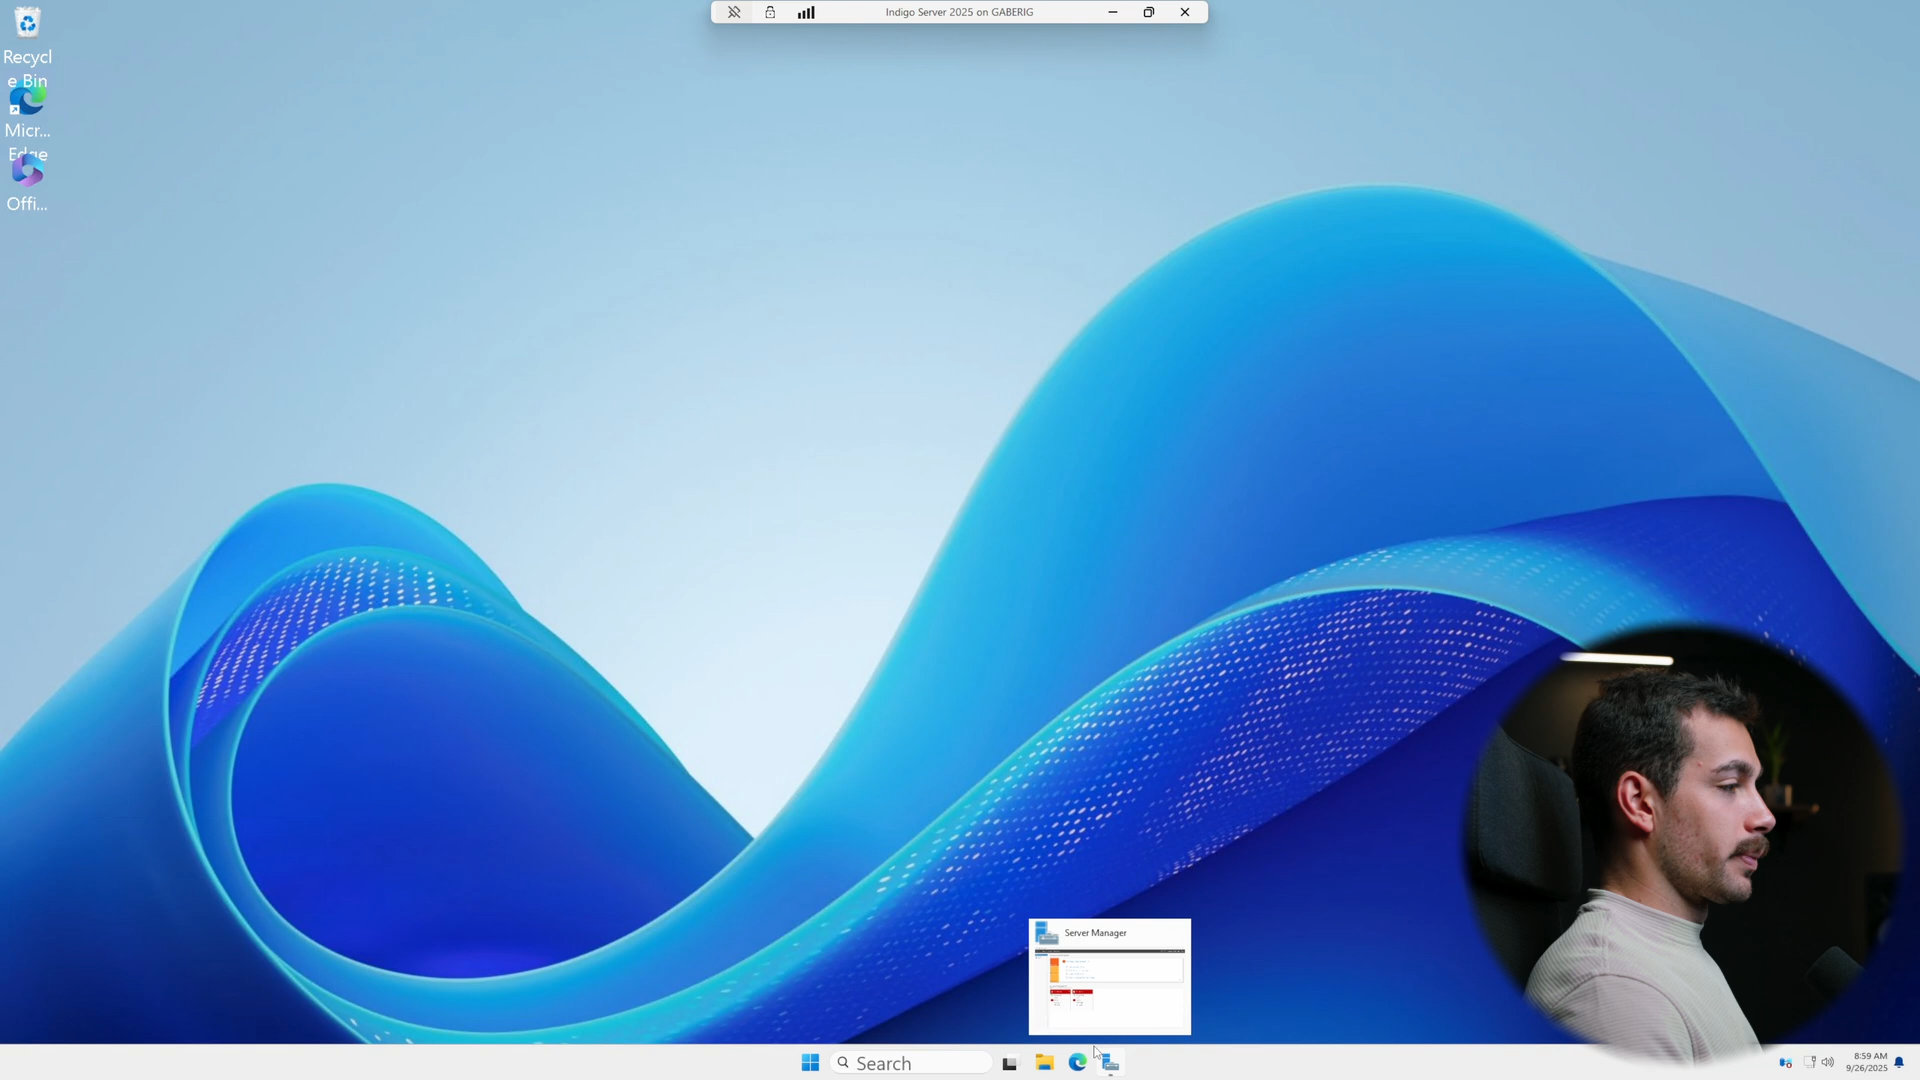 Indigo Server 2025 on GABERIG
Recycl
e Bin
Micr...
Edge
Offi...
Server Manager
Search
8:59 AM
9/26/2025